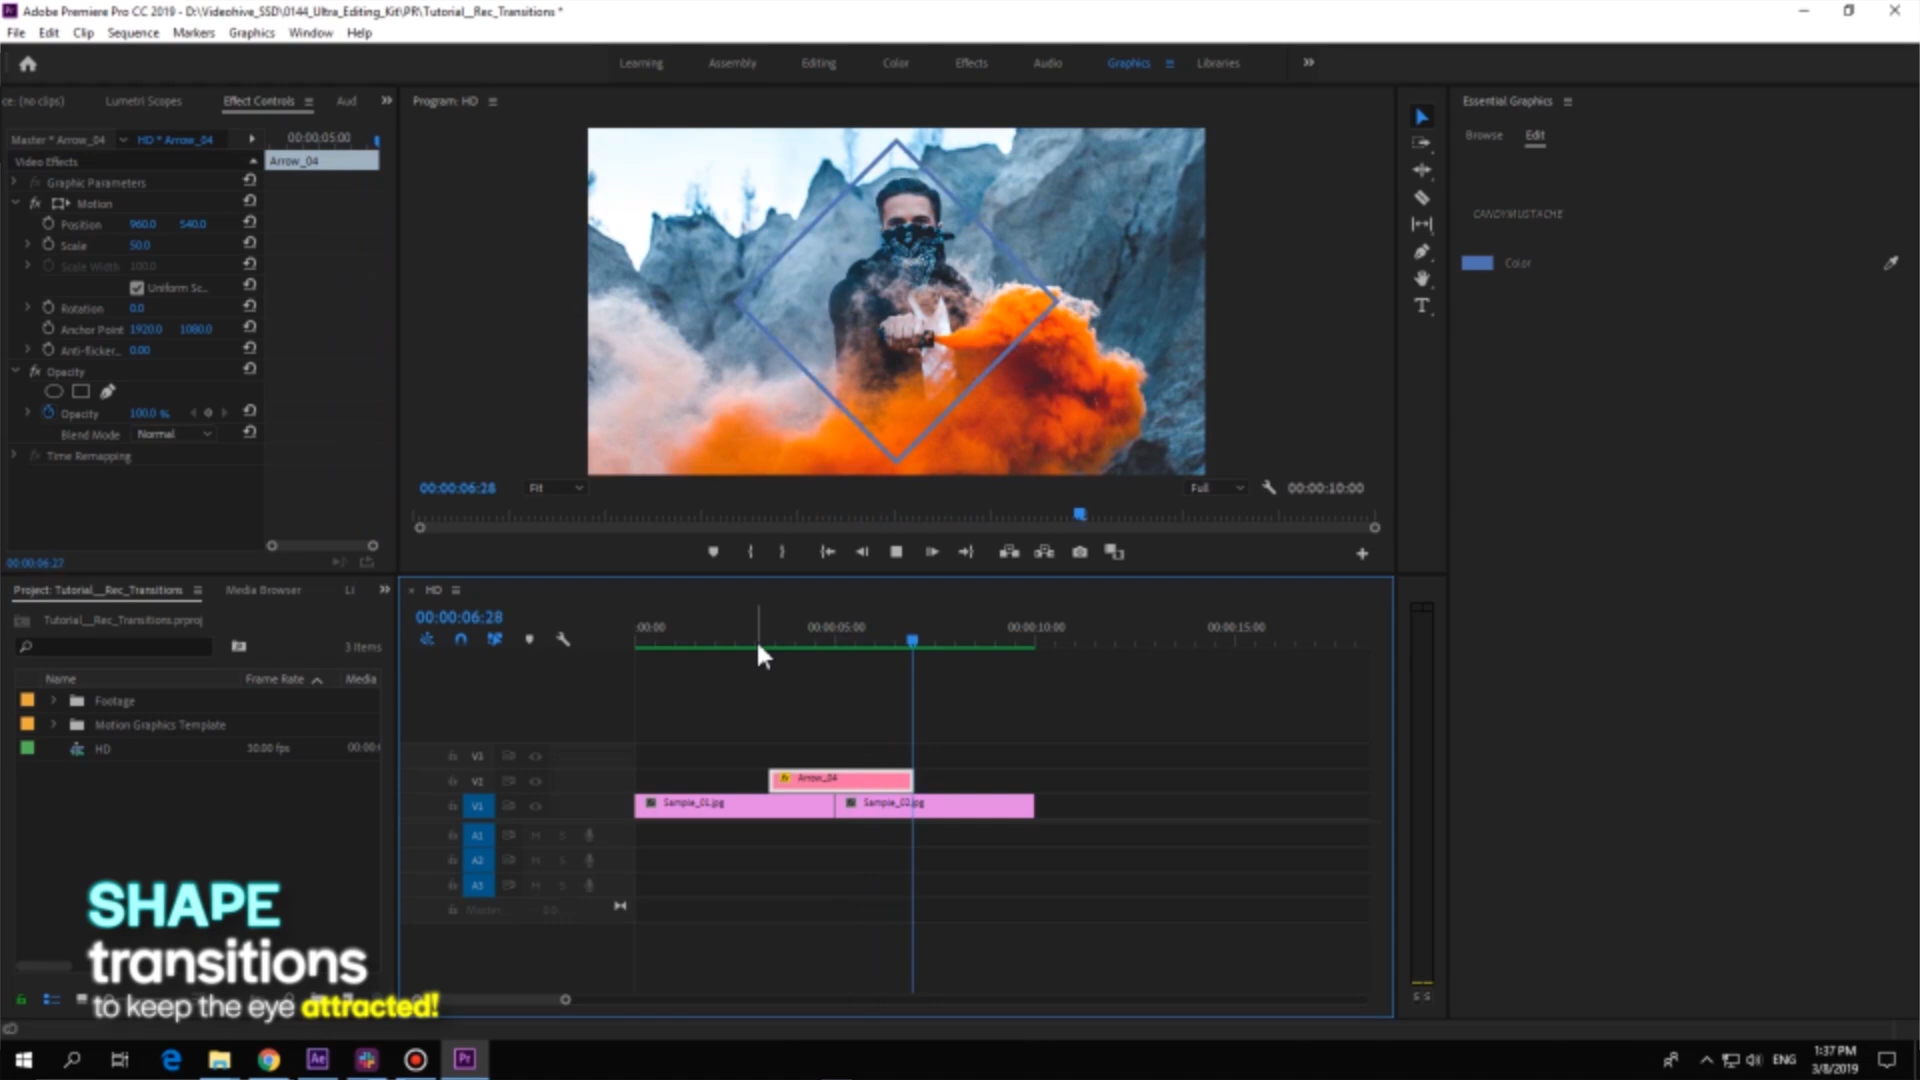 Adobe Premiere Pro CC 2019 - D:\Videohive_SSD\0144_Ultra_Editing_Kit\PR\Tutorial__Rec_Transitions *
File Edit Clip Sequence Markers Graphics Window Help
Learning Assembly Editing Color Effects Audio Graphics Libraries
ce: (no clips) Lumetri Scopes Effect Controls Aud
Program: HD
Essential Graphics
Browse Edit
Master * Arrow_04 HD * Arrow_04 00:00:05:00
Video Effects Arrow_04
fx Graphic Parameters
fx Motion
Position 960.0 540.0
Scale 50.0
Scale Width 100.0
Uniform Sc...
Rotation 0.0
Anchor Point 1920.0 1080.0
Anti-flicker... 0.00
fx Opacity
Opacity 100.0 %
Blend Mode Normal
fx Time Remapping
00:00:06:27
CANDYMUSTACHE
Color
00:00:06:28 Fit Full 00:00:10:00
Project: Tutorial__Rec_Transitions Media Browser Li
Tutorial__Rec_Transitions.prproj
3 Items
Name Frame Rate Media
Footage
Motion Graphics Template
HD 30.00 fps 00:00:
HD
00:00:06:28
:00:00 00:00:05:00 00:00:10:00 00:00:15:00
V3
V2 fx Arrow_04
V1 Sample_01.jpg Sample_02.jpg
A1 M S
A2 M S
A3 M S
Master 0.0
S S
SHAPE
transitions
to keep the eye attracted!
Ae Pr
ENG 1:37 PM
3/8/2019